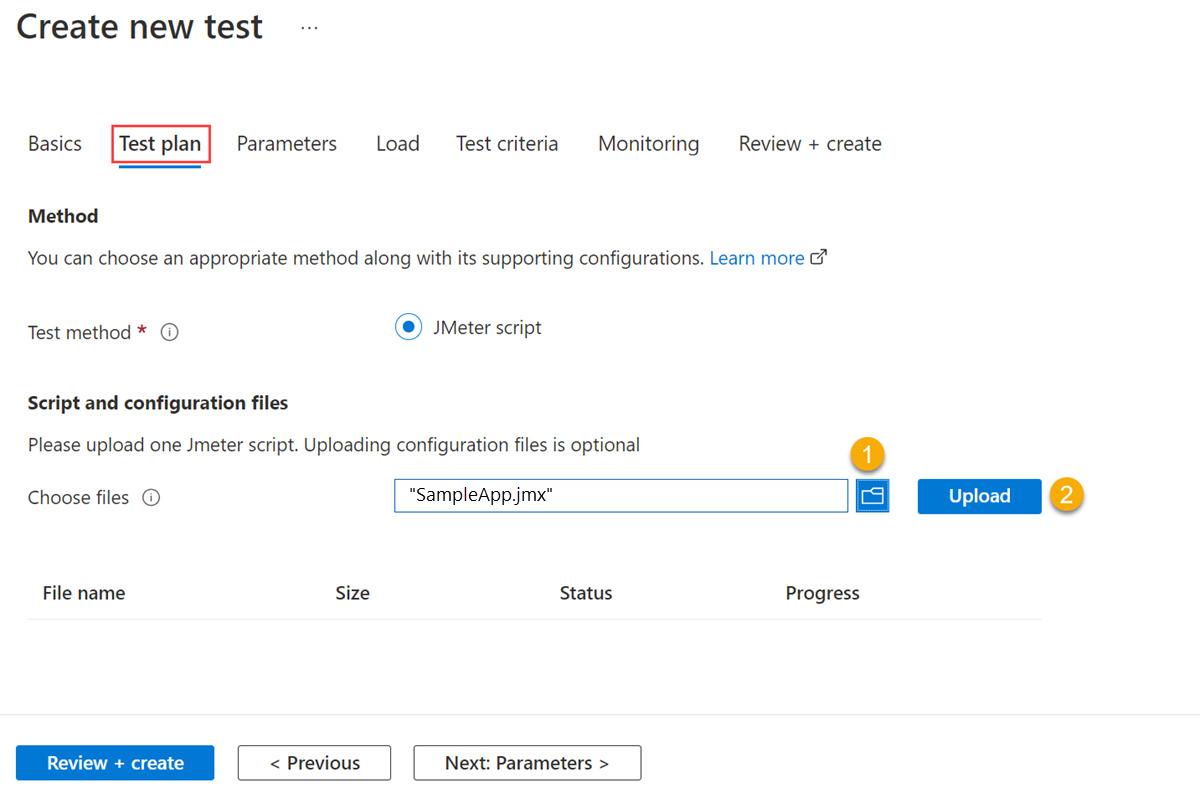 Create new test ...
Basics Test plan Parameters Load Test criteria Monitoring Review + create
Method
You can choose an appropriate method along with its supporting configurations. Learn more
Test method * JMeter script
Script and configuration files
Please upload one Jmeter script. Uploading configuration files is optional
1
Choose files "SampleApp.jmx" Upload 2
File name Size Status Progress
Review + create < Previous Next: Parameters >